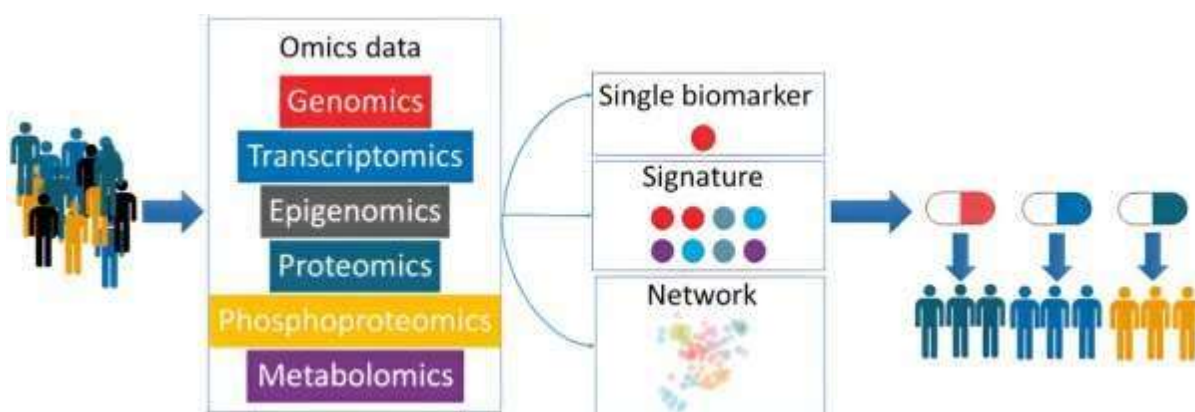 Omics data
Genomics
Transcriptomics
Epigenomics
Proteomics
Phosphoproteomics
Metabolomics
Single biomarker
Signature
Network